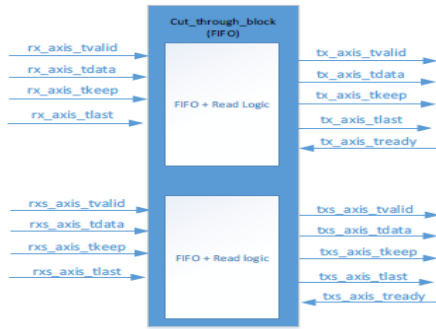 Cut_through_block
(FIFO)
rx_axis_tvalid
rx_axis_tdata
rx_axis_tkeep
rx_axis_tlast
FIFO + Read Logic
tx_axis_tvalid
tx_axis_tdata
tx_axis_tkeep
tx_axis_tlast
tx_axis_tready
rxs_axis_tvalid
rxs_axis_tdata
rxs_axis_tkeep
rxs_axis_tlast
FIFO + Read logic
txs_axis_tvalid
txs_axis_tdata
txs_axis_tkeep
txs_axis_tlast
txs_axis_tready